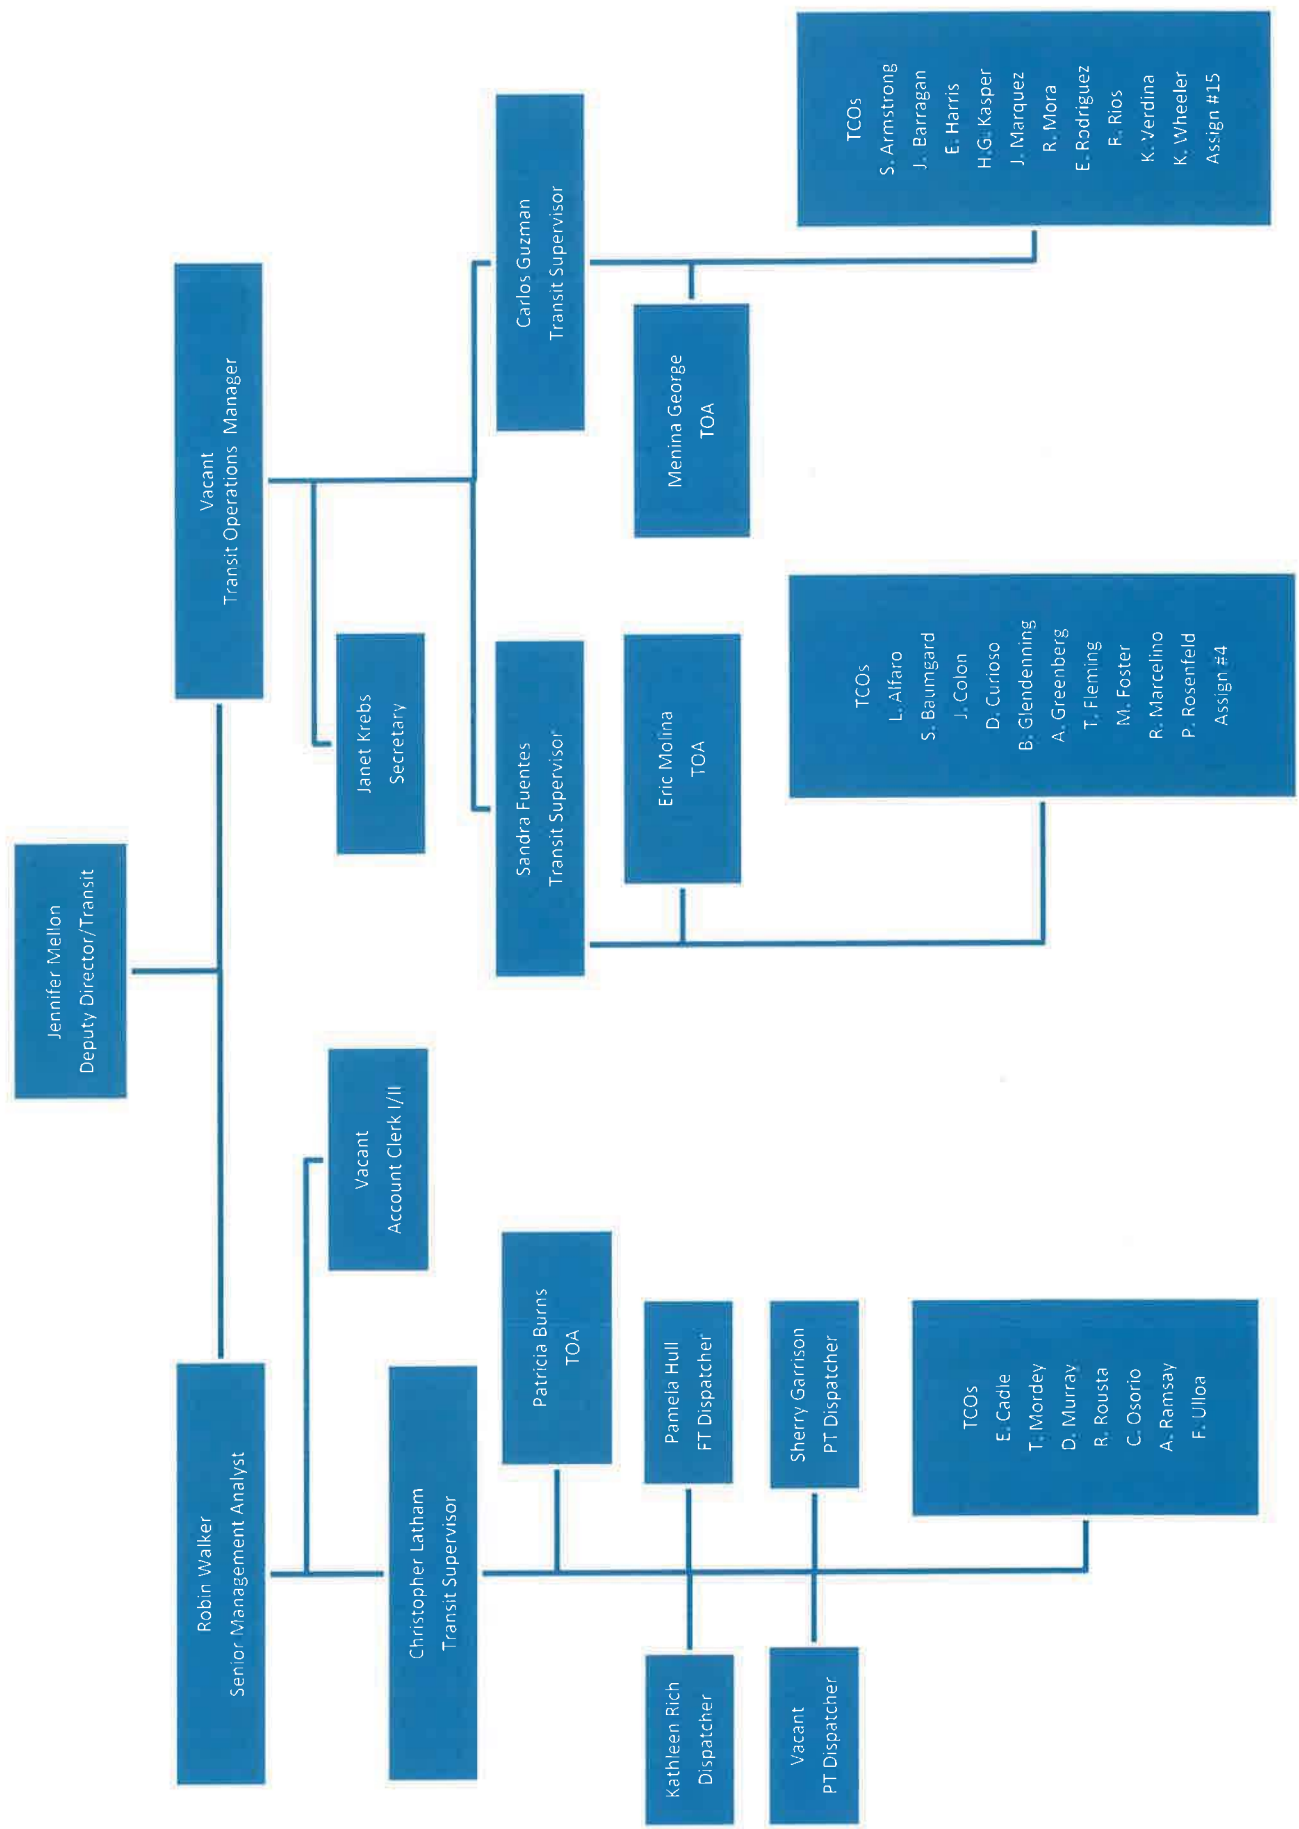 Jennifer Mellon
Deputy Director/Transit
Robin Walker
Senior Management Analyst
Vacant
Transit Operations Manager
Vacant
Account Clerk I/II
Janet Krebs
Secretary
Christopher Latham
Transit Supervisor
Sandra Fuentes
Transit Supervisor
Carlos Guzman
Transit Supervisor
Patricia Burns
TOA
Eric Molina
TOA
Menina George
TOA
Kathleen Rich
Dispatcher
Pamela Hull
FT Dispatcher
Vacant
PT Dispatcher
Sherry Garrison
PT Dispatcher
TCOs
E. Cadle
T. Mordey
D. Murray
R. Rousta
C. Osorio
A. Ramsay
F. Ulloa
TCOs
L. Alfaro
S. Baumgard
J. Colon
D. Curioso
B. Glendenning
A. Greenberg
T. Fleming
M. Foster
R. Marcelino
P. Rosenfeld
Assign #4
TCOs
S. Armstrong
J. Barragan
E. Harris
H.G. Kasper
J. Marquez
R. Mora
E. Rodriguez
R. Rios
K. Verdina
K. Wheeler
Assign #15